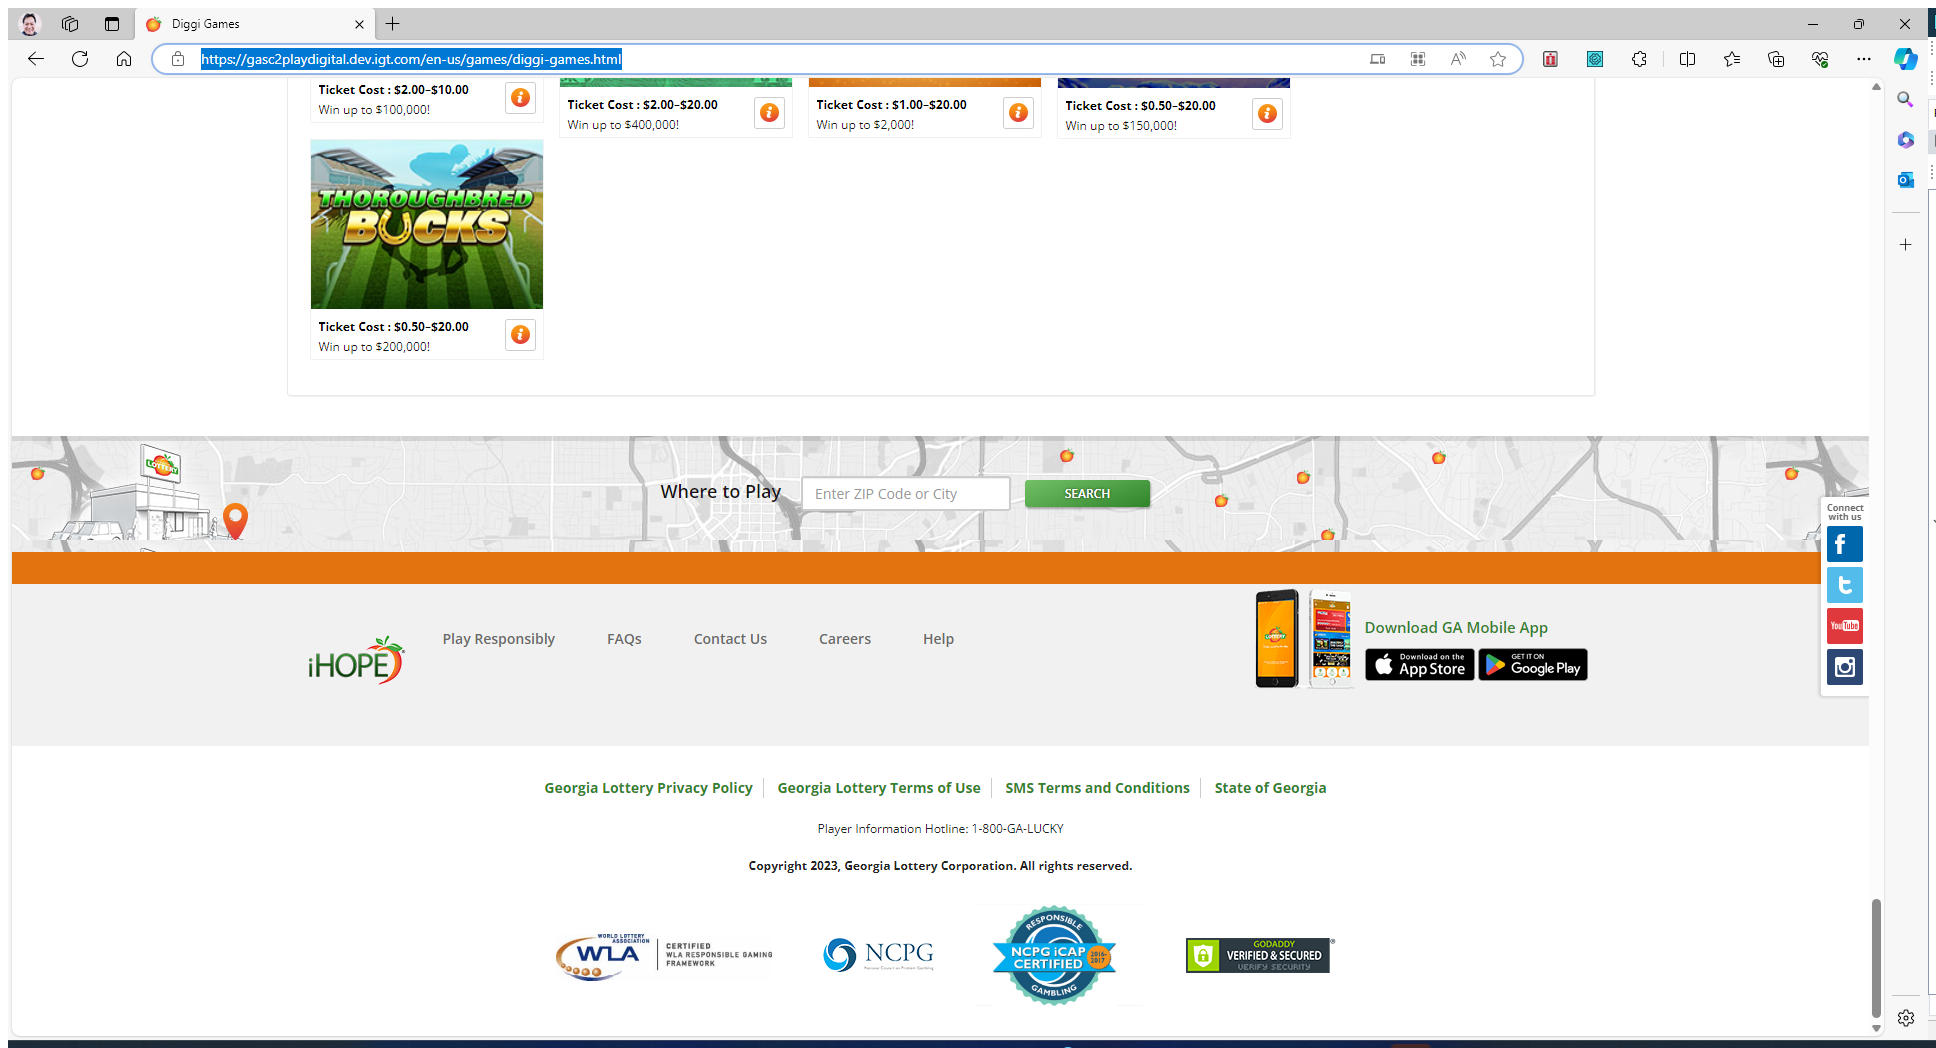 Diggi Games
https://gasc2playdigital.dev.igt.com/en-us/games/diggi-games.html
Ticket Cost : $2.00–$10.00
Win up to $100,000!
Ticket Cost : $2.00–$20.00
Win up to $400,000!
Ticket Cost : $1.00–$20.00
Win up to $2,000!
Ticket Cost : $0.50–$20.00
Win up to $150,000!
THOROUGHBRED
BUCKS
Ticket Cost : $0.50–$20.00
Win up to $200,000!
LOTTERY
Where to Play
Enter ZIP Code or City
SEARCH
Connect
with us
YouTube
iHOPE
Play Responsibly
FAQs
Contact Us
Careers
Help
Download GA Mobile App
Download on the
App Store
GET IT ON
Google Play
Georgia Lottery Privacy Policy
Georgia Lottery Terms of Use
SMS Terms and Conditions
State of Georgia
Player Information Hotline: 1-800-GA-LUCKY
Copyright 2023, Georgia Lottery Corporation. All rights reserved.
WORLD LOTTERY
ASSOCIATION
WLA
CERTIFIED
WLA RESPONSIBLE GAMING
FRAMEWORK
NCPG
National Council on Problem Gambling
RESPONSIBLE
NCPG iCAP
CERTIFIED
2016-
2017
GAMBLING
GODADDY
VERIFIED & SECURED
VERIFY SECURITY